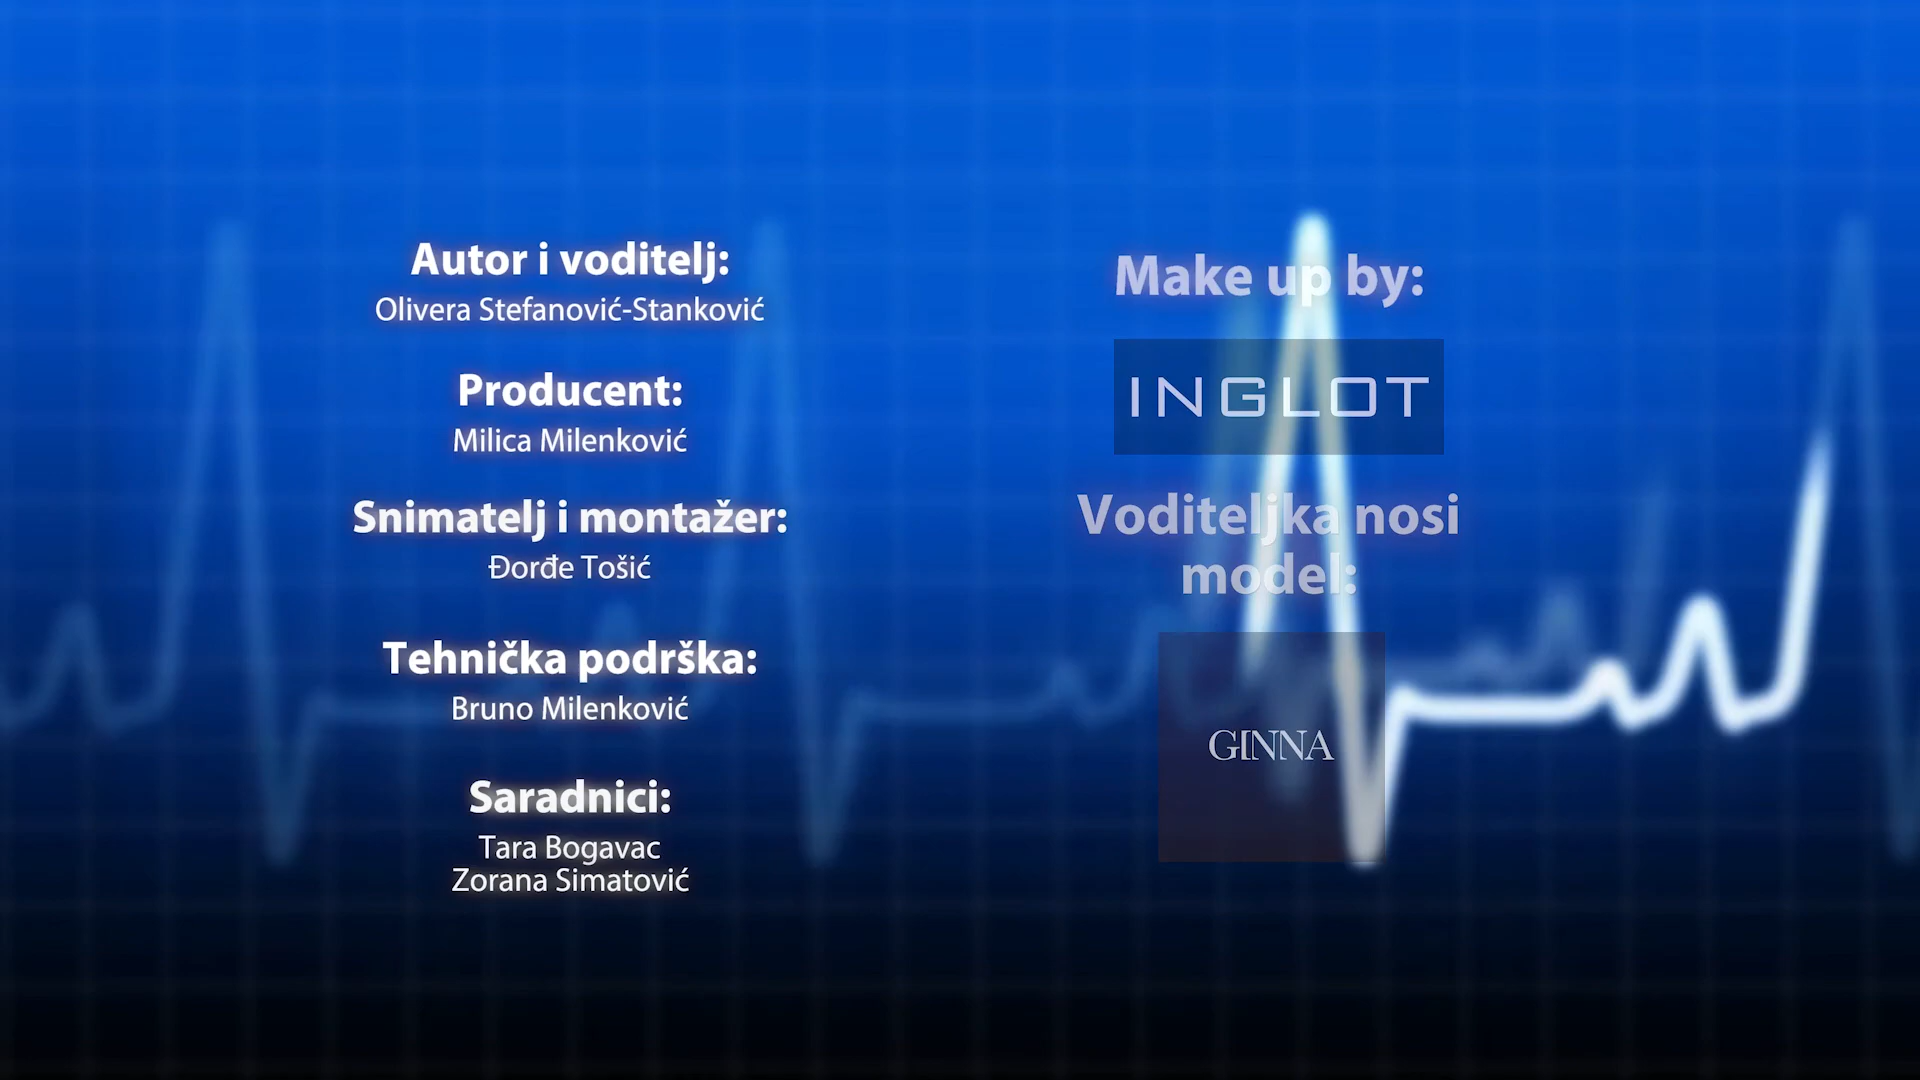 Autor i voditelj:
Olivera Stefanović-Stanković
Producent:
Milica Milenković
Snimatelj i montažer:
Đorđe Tošić
Tehnička podrška:
Bruno Milenković
Saradnici:
Tara Bogavac
Zorana Simatović
Make up by:
INGLOT
Voditeljka nosi
model:
GINNA